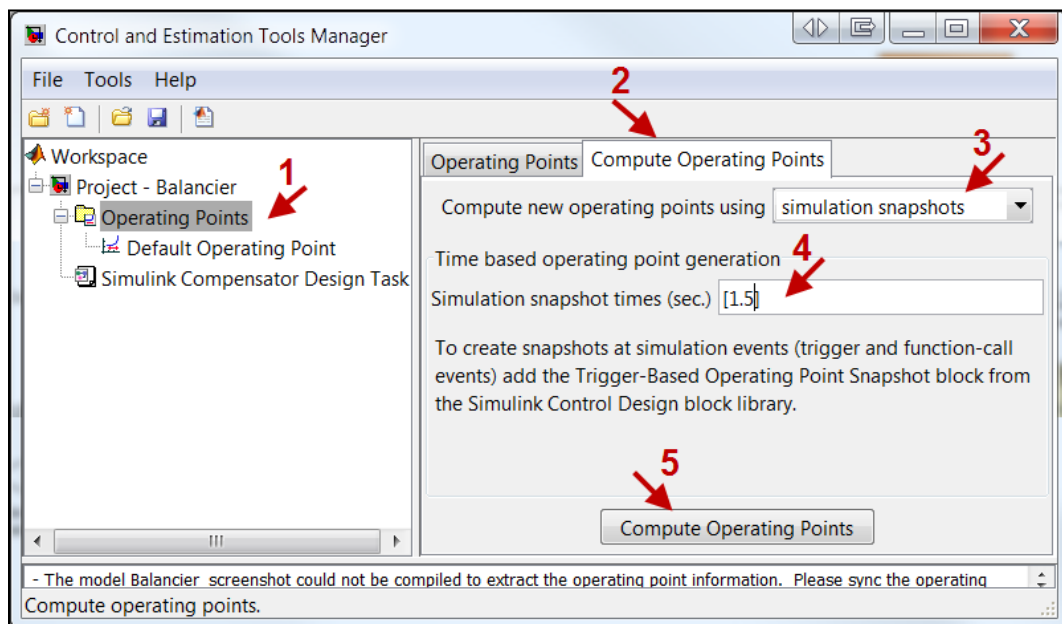 Control and Estimation Tools Manager
File Tools Help
2
Workspace
Project - Balancier
1
Operating Points
Default Operating Point
Simulink Compensator Design Task
Operating Points Compute Operating Points
3
Compute new operating points using simulation snapshots
Time based operating point generation
4
Simulation snapshot times (sec.) [1.5]
To create snapshots at simulation events (trigger and function-call
events) add the Trigger-Based Operating Point Snapshot block from
the Simulink Control Design block library.
5
Compute Operating Points
- The model Balancier screenshot could not be compiled to extract the operating point information. Please sync the operating
Compute operating points.